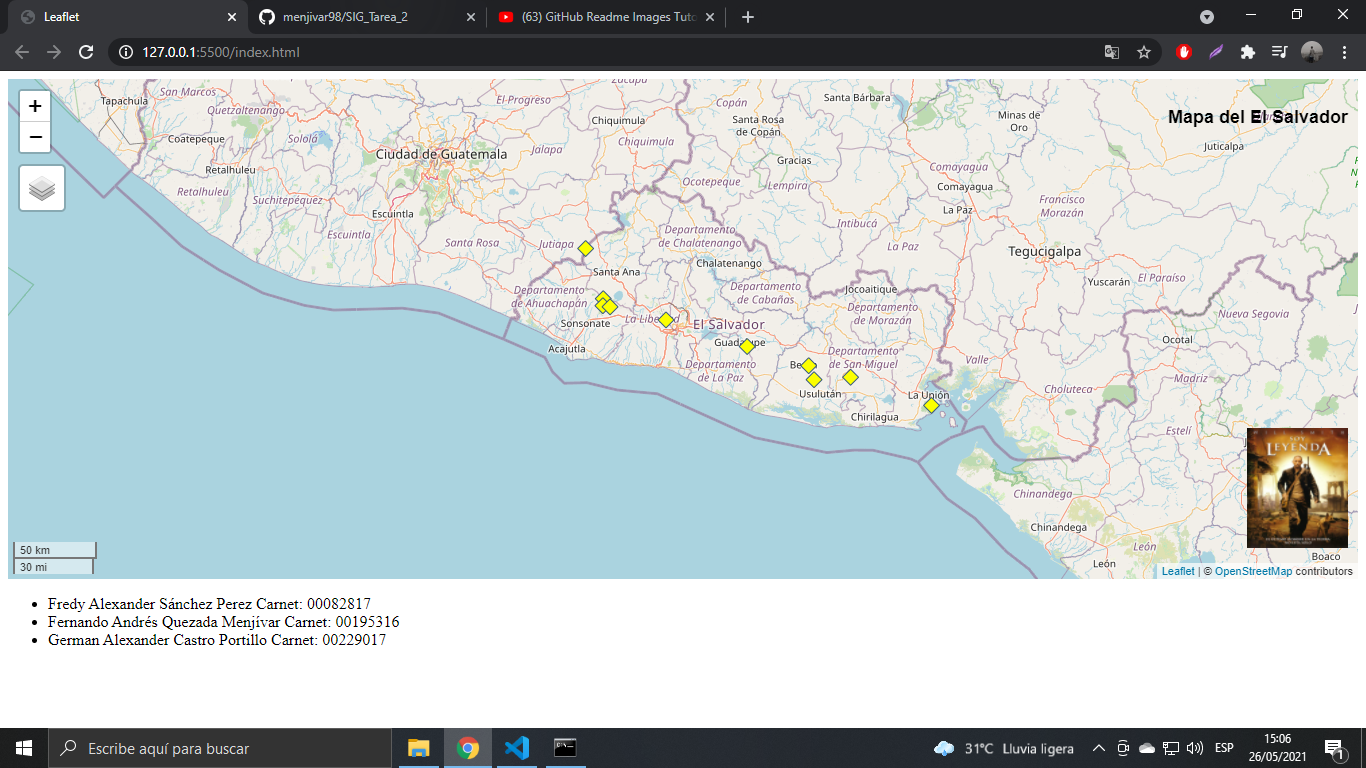 Leaflet
menjivar98/SIG_Tarea_2
(63) GitHub Readme Images Tuto
127.0.0.1:5500/index.html
+
−
Mapa del El Salvador
Tapachula
San Marcos
Quetzaltenango
Coatepeque
Sololá
Retalhuleu
Retalhuleu
Suchitepéquez
Escuintla
Escuintla
Ciudad de Guatemala
El Progreso
Zacapa
Chiquimula
Chiquimula
Jalapa
Santa Rosa
Jutiapa
Copán
Santa Rosa
de Copán
Santa Bárbara
Gracias
Lempira
Ocotepeque
Intibucá
La Paz
Comayagua
Comayagua
La Paz
Minas de
Oro
Francisco
Morazán
Tegucigalpa
Juticalpa
Yuscarán
El Paraíso
Nueva Segovia
Ocotal
Madriz
Estelí
Departamento
de Chalatenango
Chalatenango
Santa Ana
Departamento
de Ahuachapán
Sonsonate
Acajutla
La Libertad
El Salvador
Departamento
de Cabañas
Jocoaitique
Departamento
de Morazán
Departamento
de La Paz
Departamento
de San Miguel
Usulután
Chirilagua
La Unión
Valle
Choluteca
Chinandega
Chinandega
León
León
Boaco
LEYENDA
50 km
30 mi
Leaflet | © OpenStreetMap contributors
Fredy Alexander Sánchez Perez Carnet: 00082817
Fernando Andrés Quezada Menjívar Carnet: 00195316
German Alexander Castro Portillo Carnet: 00229017
Escribe aquí para buscar
31°C Lluvia ligera
ESP
15:06
26/05/2021
1